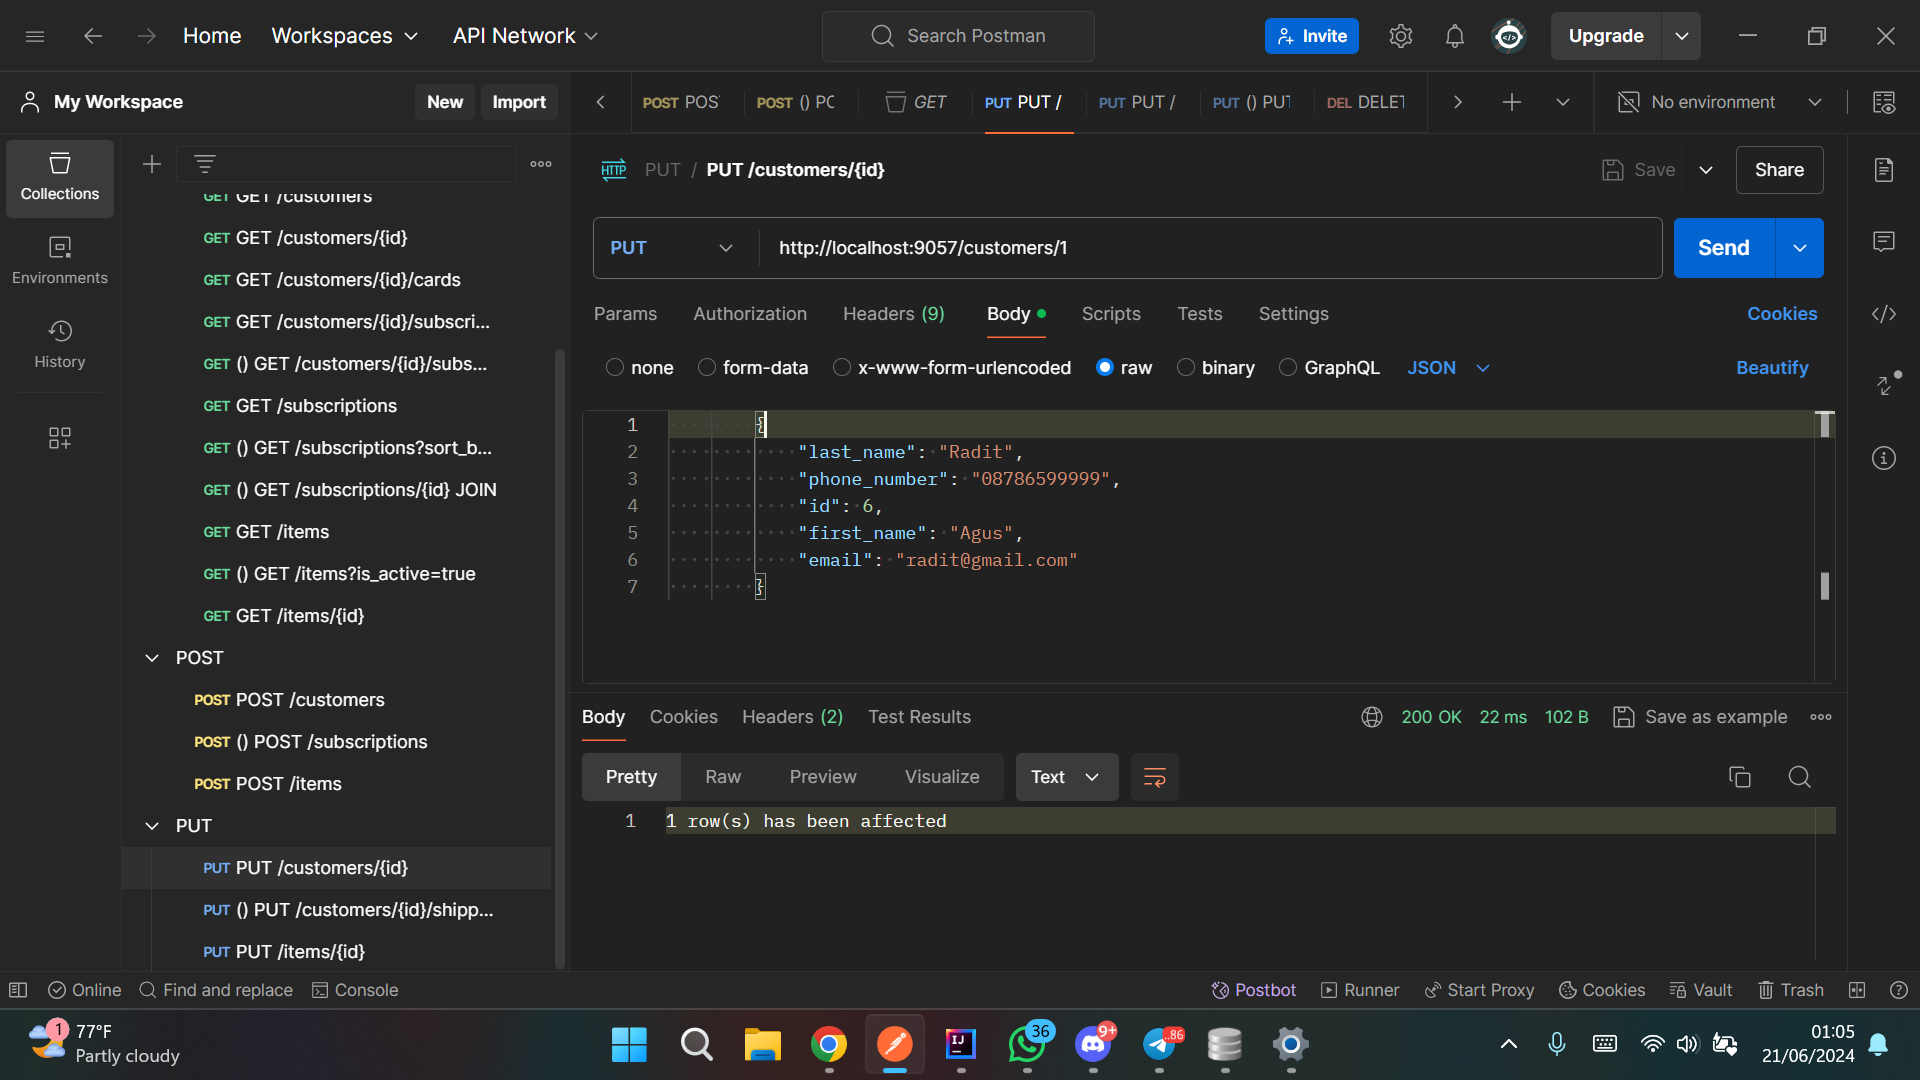 Home
Workspaces
API Network
Search Postman
Invite
Upgrade
My Workspace
New
Import
POST POS
POST () PC
GET
PUT PUT /
PUT PUT /
PUT () PU
DEL DELE
No environment
Collections
Environments
History
GET GET /customers
GET GET /customers/{id}
GET GET /customers/{id}/cards
GET GET /customers/{id}/subscri...
GET () GET /customers/{id}/subs...
GET GET /subscriptions
GET () GET /subscriptions?sort_b...
GET () GET /subscriptions/{id} JOIN
GET GET /items
GET () GET /items?is_active=true
GET GET /items/{id}
POST
POST POST /customers
POST () POST /subscriptions
POST POST /items
PUT
PUT PUT /customers/{id}
PUT () PUT /customers/{id}/shipp...
PUT PUT /items/{id}
HTTP PUT / PUT /customers/{id}
Save
Share
PUT
http://localhost:9057/customers/1
Send
Params
Authorization
Headers (9)
Body
Scripts
Tests
Settings
Cookies
none
form-data
x-www-form-urlencoded
raw
binary
GraphQL
JSON
Beautify
1 {
2 "last_name": "Radit",
3 "phone_number": "08786599999",
4 "id": 6,
5 "first_name": "Agus",
6 "email": "radit@gmail.com"
7 }
Body
Cookies
Headers (2)
Test Results
200 OK
22 ms
102 B
Save as example
Pretty
Raw
Preview
Visualize
Text
1 1 row(s) has been affected
Online
Find and replace
Console
Postbot
Runner
Start Proxy
Cookies
Vault
Trash
1
77°F
Partly cloudy
IJ
36
9+
..86
01:05
21/06/2024